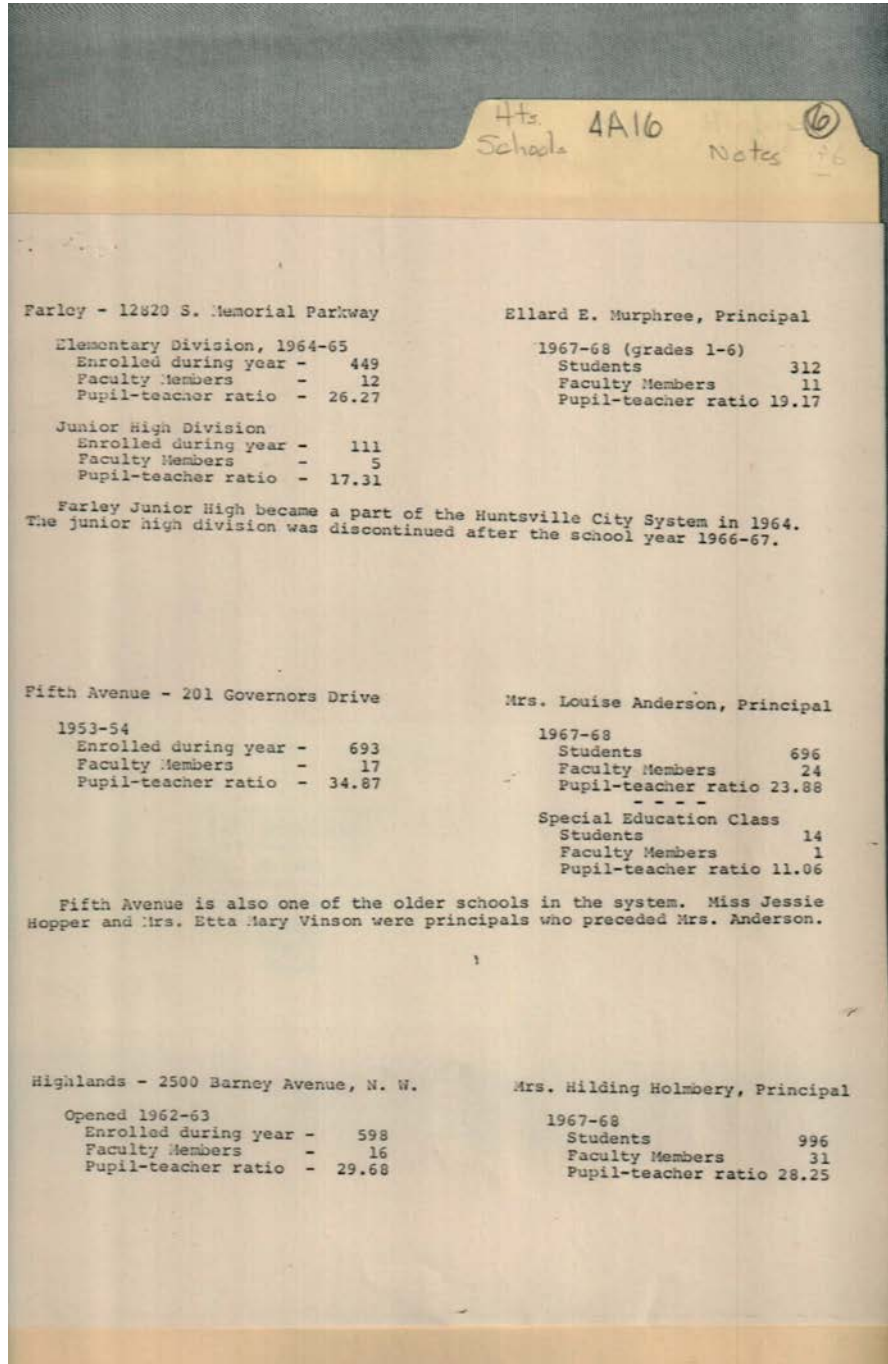 Hts. 4A16 6
Schools Notes
Farley - 12820 S. Memorial Parkway Ellard E. Murphree, Principal
Elementary Division, 1964-65 1967-68 (grades 1-6)
Enrolled during year - 449 Students 312
Faculty Members - 12 Faculty Members 11
Pupil-teacher ratio - 26.27 Pupil-teacher ratio 19.17
Junior High Division
Enrolled during year - 111
Faculty Members - 5
Pupil-teacher ratio - 17.31
Farley Junior High became a part of the Huntsville City System in 1964.
The junior high division was discontinued after the school year 1966-67.
Fifth Avenue - 201 Governors Drive Mrs. Louise Anderson, Principal
1953-54 1967-68
Enrolled during year - 693 Students 696
Faculty Members - 17 Faculty Members 24
Pupil-teacher ratio - 34.87 Pupil-teacher ratio 23.88
- - - -
Special Education Class
Students 14
Faculty Members 1
Pupil-teacher ratio 11.06
Fifth Avenue is also one of the older schools in the system. Miss Jessie
Hopper and Mrs. Etta Mary Vinson were principals who preceded Mrs. Anderson.
Highlands - 2500 Barney Avenue, N. W. Mrs. Hilding Holmbery, Principal
Opened 1962-63 1967-68
Enrolled during year - 598 Students 996
Faculty Members - 16 Faculty Members 31
Pupil-teacher ratio - 29.68 Pupil-teacher ratio 28.25